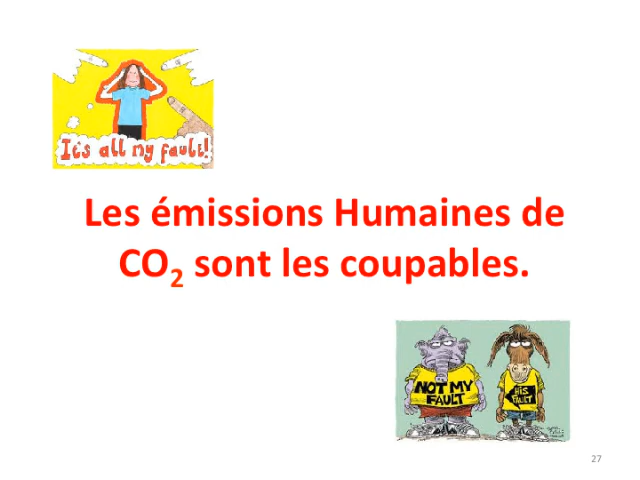 It's all my fault!
Les émissions Humaines de
CO₂ sont les coupables.
NOT MY
FAULT
HIS
FAULT
27